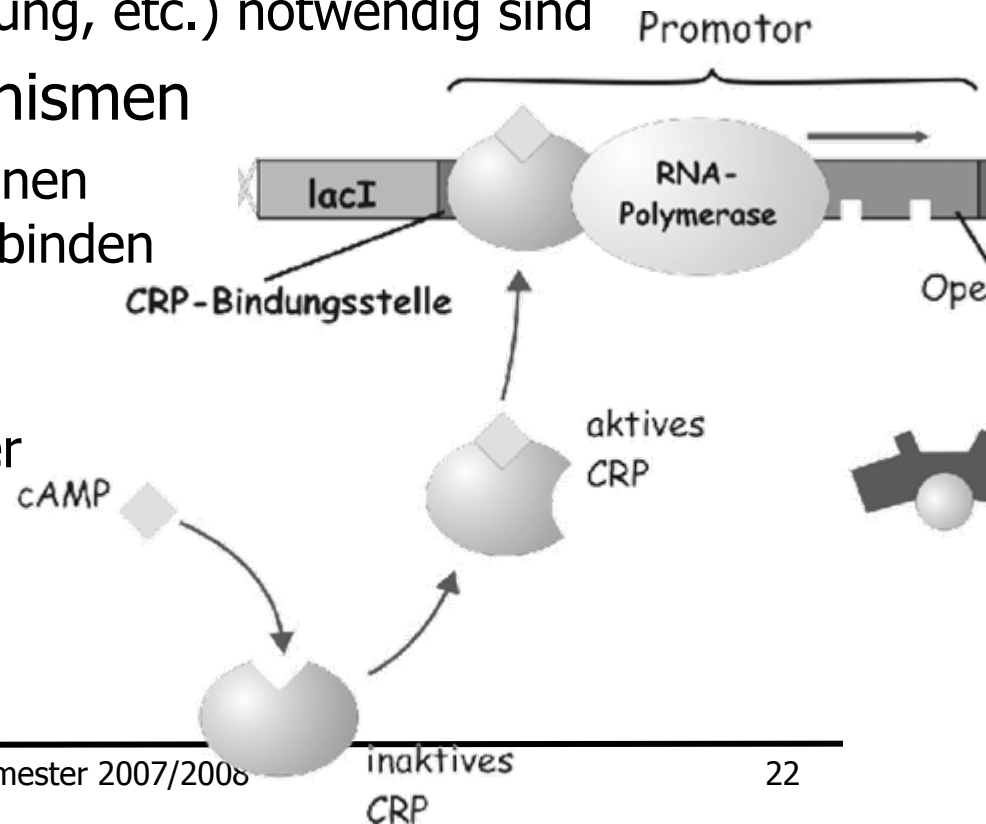 ung, etc.) notwendig sind
Promotor
nismen
nen
binden
lacI
RNA-
Polymerase
CRP-Bindungsstelle
Ope
er
cAMP
aktives
CRP
mester 2007/2008
inaktives
CRP
22